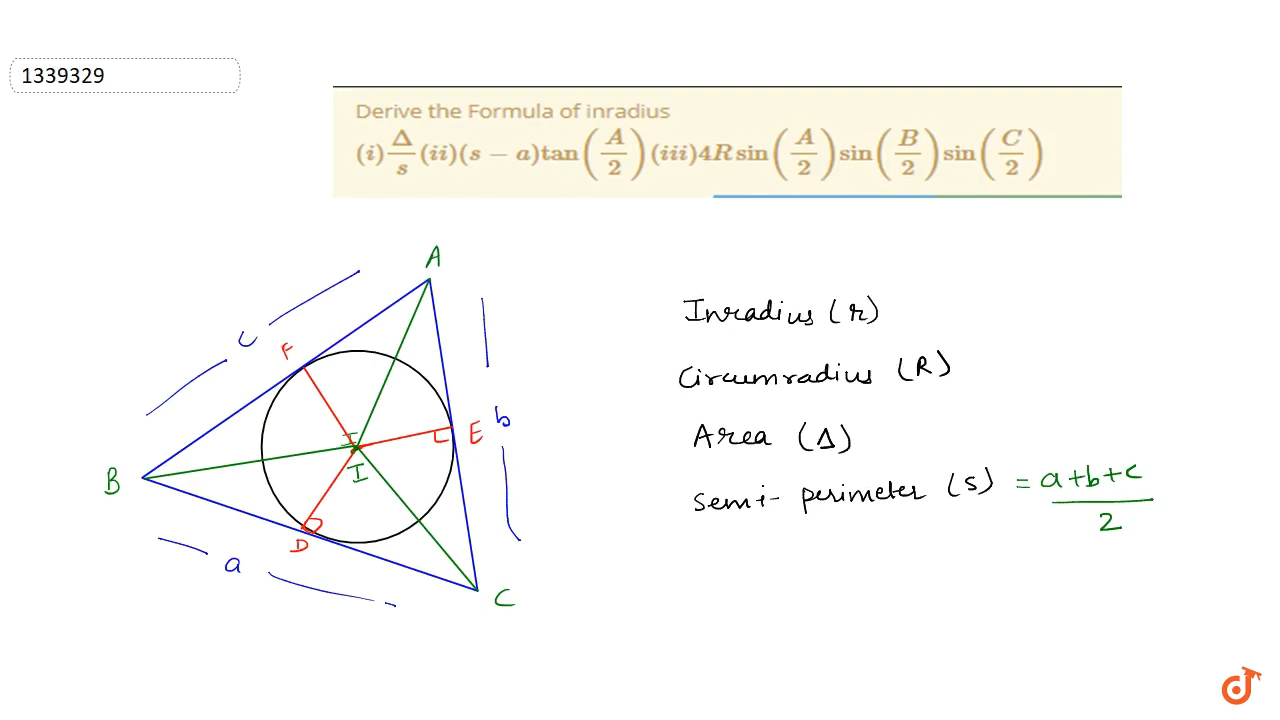 1339329
Derive the Formula of inradius
(i) Δ/s (ii)(s − a)tan(A/2) (iii)4R sin(A/2) sin(B/2) sin(C/2)
A
c
F
b
E
I
I
B
D
a
C
Inradius (r)
Circumradius (R)
Area (Δ)
Semi- perimeter (s) = a+b+c / 2